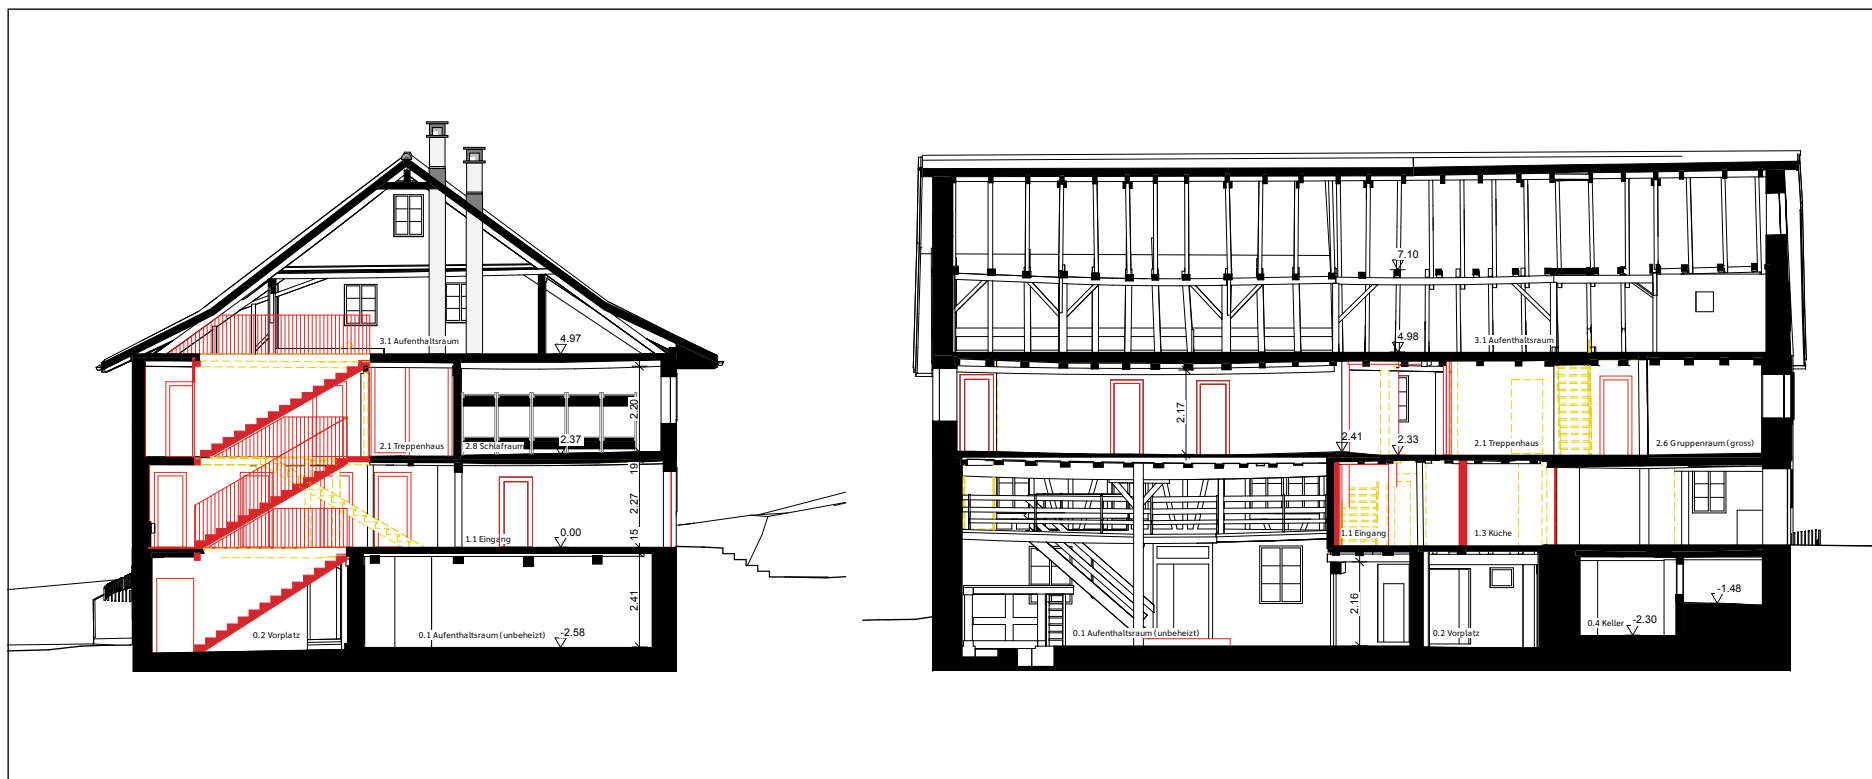 3.1 Aufenthaltsraum
4.97
2.20
2.1 Treppenhaus
2.8 Schlafraum
2.37
19
2.27
1.1 Eingang
0.00
15
2.41
0.2 Vorplatz
0.1 Aufenthaltsraum (unbeheizt)
-2.58
7.10
4.98
3.1 Aufenthaltsraum
2.17
2.41
2.33
2.1 Treppenhaus
2.6 Gruppenraum (gross)
1.1 Eingang
1.3 Küche
2.16
-1.48
0.4 Keller
-2.30
0.1 Aufenthaltsraum (unbeheizt)
0.2 Vorplatz